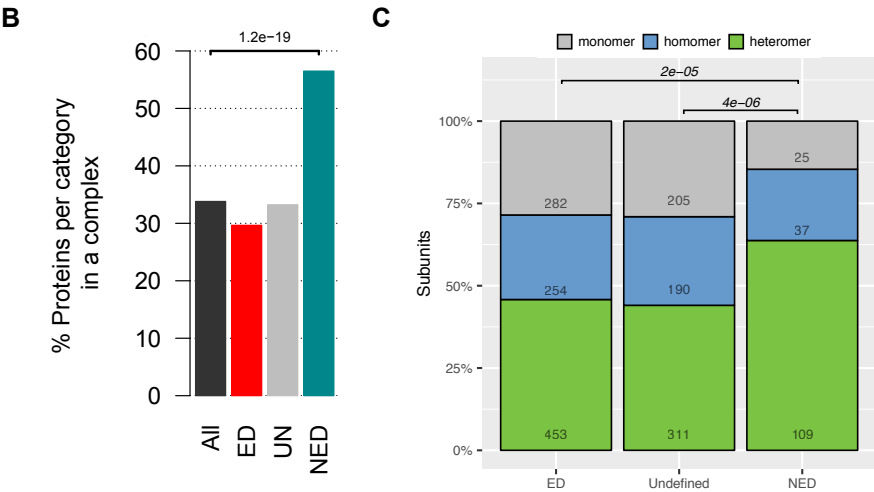 B
1.2e−19
60
50
40
30
20
10
0
% Proteins per category
in a complex
All
ED
UN
NED
C
monomer homomer heteromer
2e−05
4e−06
100%
75%
50%
25%
0%
Subunits
282
254
453
205
190
311
25
37
109
ED Undefined NED